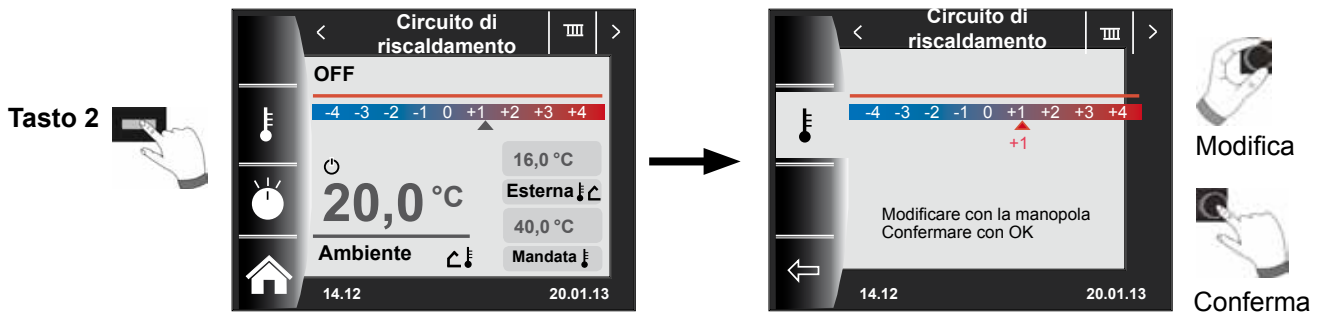 Tasto 2
Circuito di
riscaldamento
OFF
-4 -3 -2 -1 0 +1 +2 +3 +4
16,0 °C
Esterna
20,0 °C
40,0 °C
Ambiente
Mandata
14.12
20.01.13
Circuito di
riscaldamento
-4 -3 -2 -1 0 +1 +2 +3 +4
+1
Modificare con la manopola
Confermare con OK
14.12
20.01.13
Modifica
Conferma